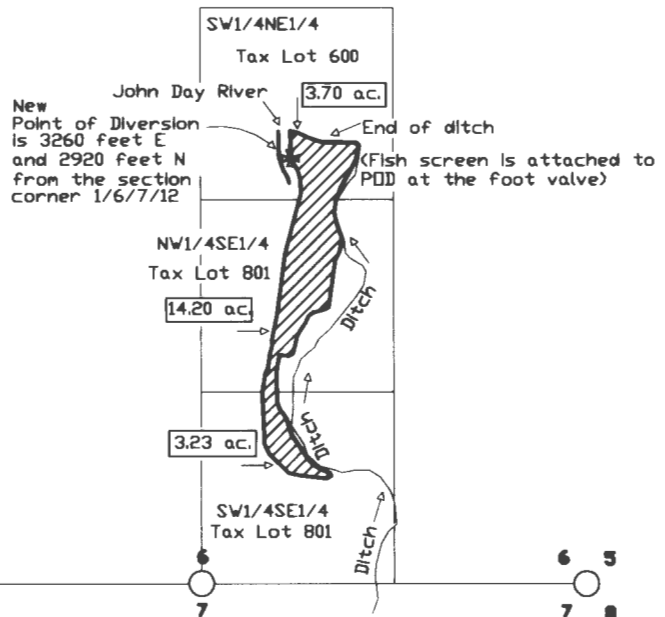 SW1/4NE1/4
Tax Lot 600
John Day River
3.70 ac.
New
Point of Diversion
is 3260 feet E
and 2920 feet N
from the section
corner 1/6/7/12
End of ditch
(Fish screen is attached to
POD at the foot valve)
NW1/4SE1/4
Tax Lot 801
14.20 ac.
Ditch
3.23 ac.
Ditch
SW1/4SE1/4
Tax Lot 801
Ditch
6
7
6 5
7 8